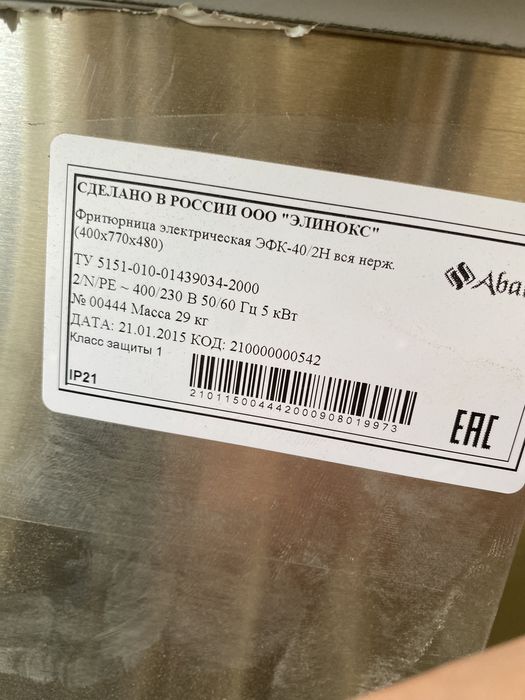 СДЕЛАНО В РОССИИ ООО "ЭЛИНОКС"
Фритюрница электрическая ЭФК-40/2Н вся нерж.
(400х770х480)
Abat
ТУ 5151-010-01439034-2000
2/N/PE ~ 400/230 В 50/60 Гц 5 кВт
№ 00444 Масса 29 кг
ДАТА: 21.01.2015 КОД: 210000000542
Класс защиты 1
IP21
210115004442000908019973
EAC